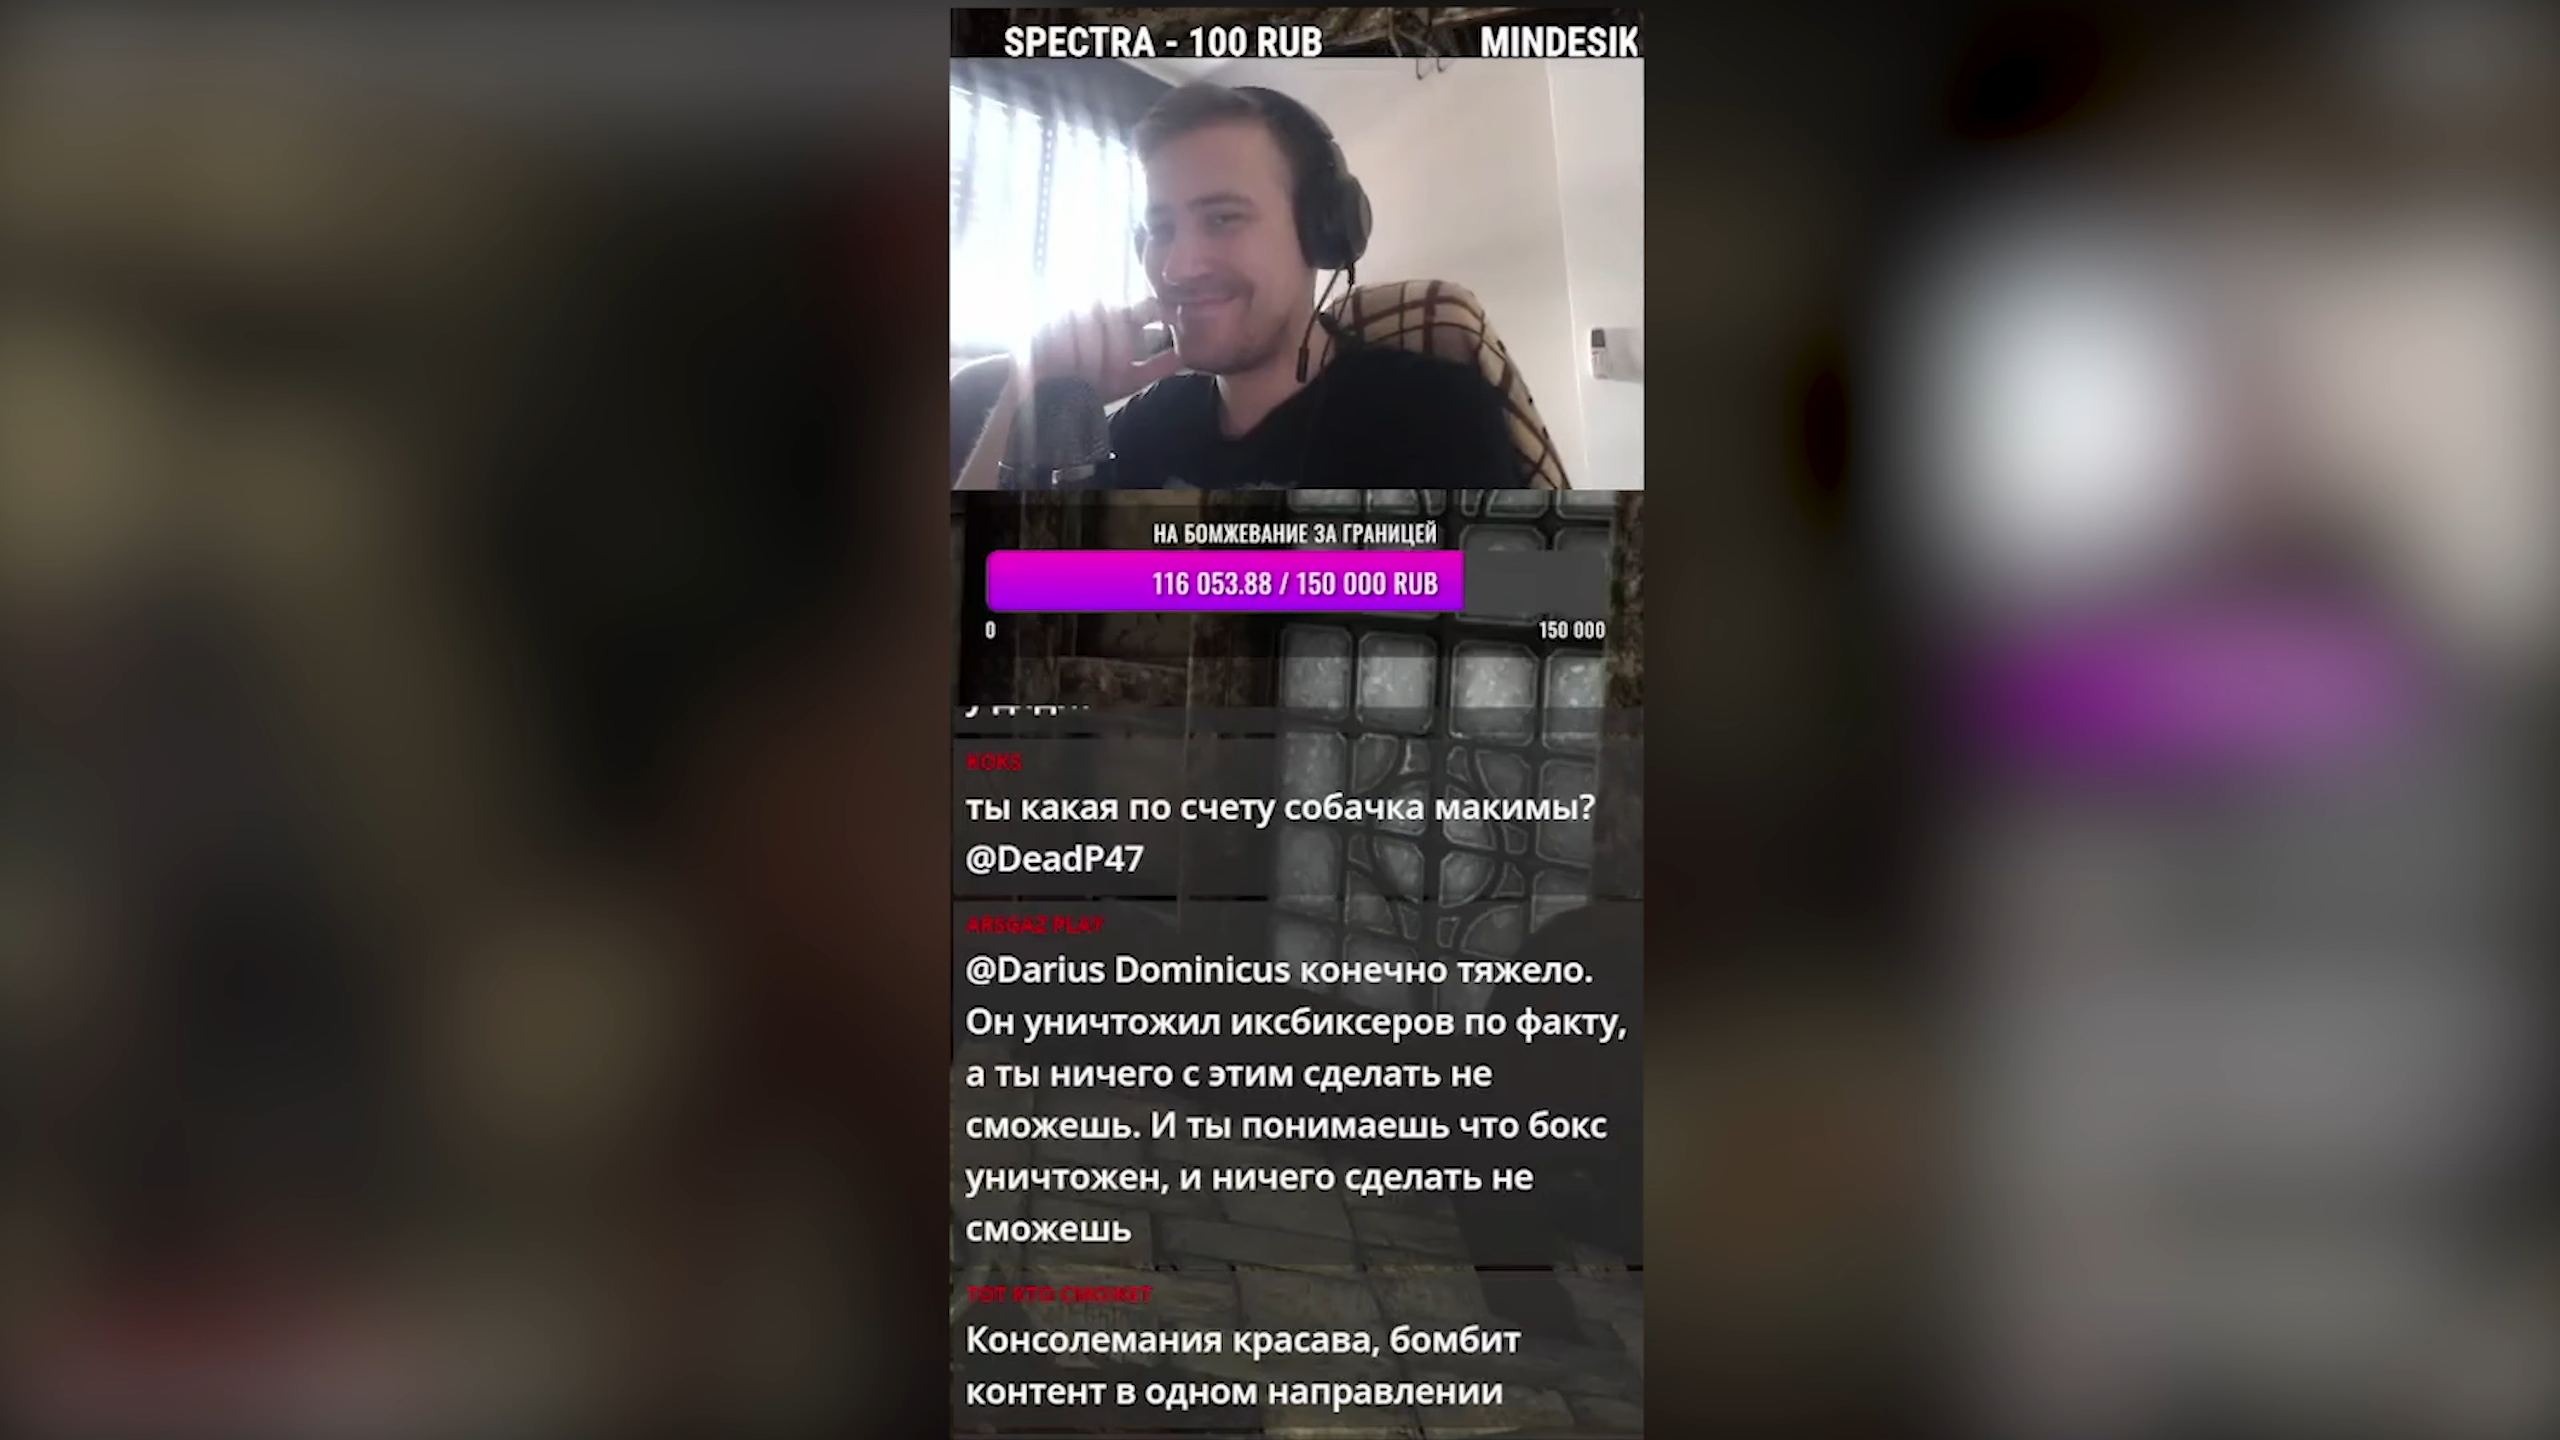 SPECTRA - 100 RUB MINDESIK
НА БОМЖЕВАНИЕ ЗА ГРАНИЦЕЙ
116 053.88 / 150 000 RUB
0 150 000
KOKS
ты какая по счету собачка макимы?
@DeadP47
ARSGAZ PLAY
@Darius Dominicus конечно тяжело.
Он уничтожил иксбиксеров по факту,
а ты ничего с этим сделать не
сможешь. И ты понимаешь что бокс
уничтожен, и ничего сделать не
сможешь
ТОТ КТО СМОЖЕТ
Консолемания красава, бомбит
контент в одном направлении